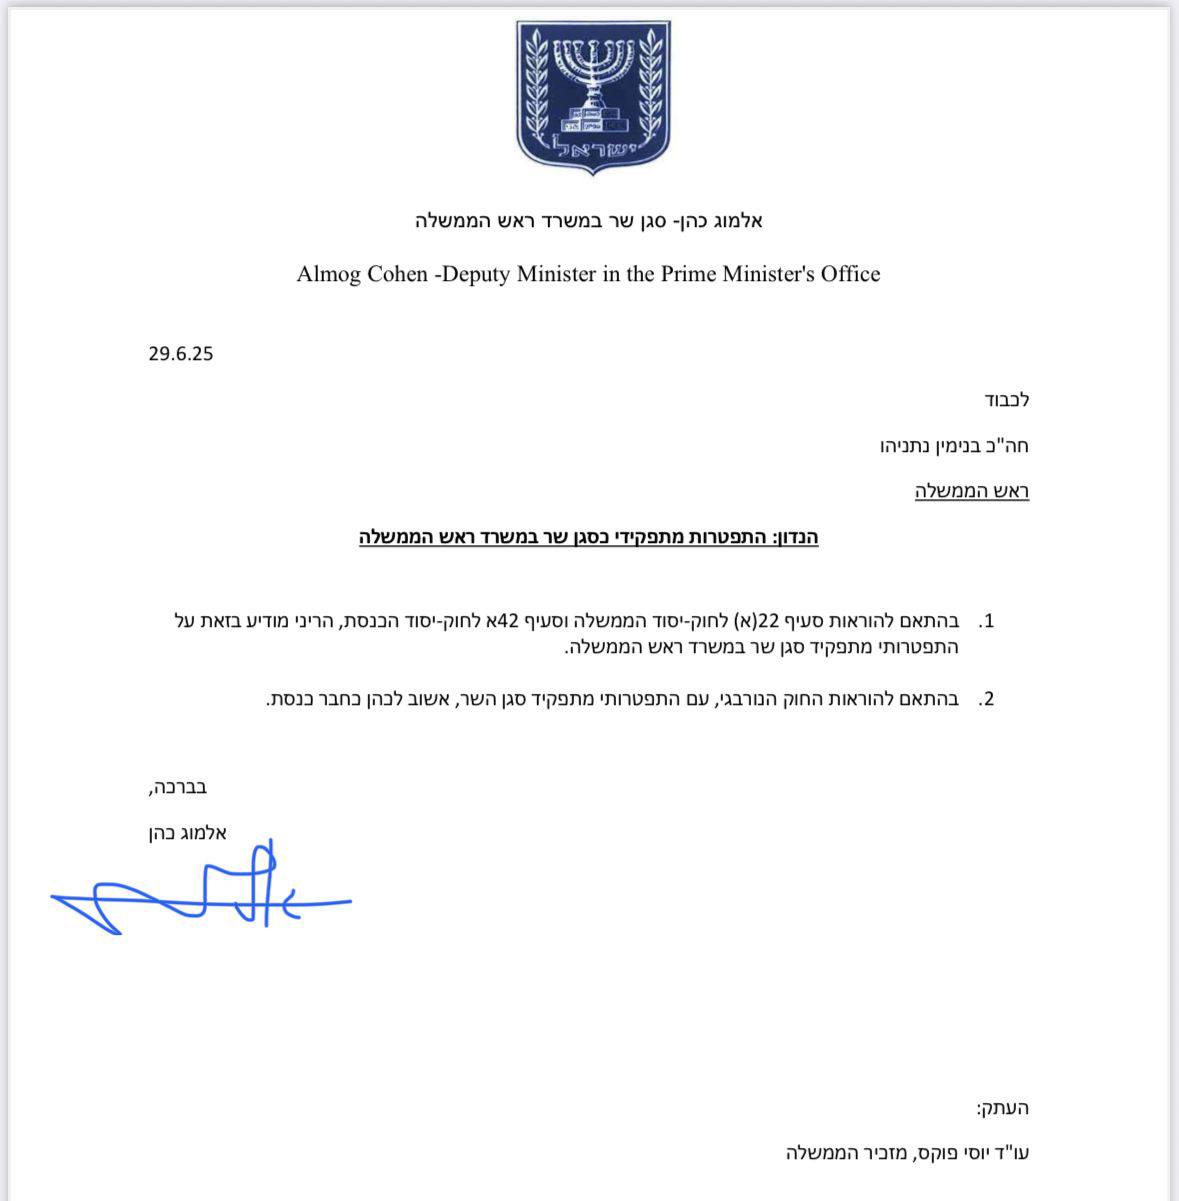 ישראל
אלמוג כהן- סגן שר במשרד ראש הממשלה
Almog Cohen -Deputy Minister in the Prime Minister's Office
29.6.25
לכבוד
חה"כ בנימין נתניהו
ראש הממשלה
הנדון: התפטרות מתפקידי כסגן שר במשרד ראש הממשלה
1. בהתאם להוראות סעיף 22(א) לחוק-יסוד הממשלה וסעיף 42א לחוק-יסוד הכנסת, הריני מודיע בזאת על
התפטרותי מתפקיד סגן שר במשרד ראש הממשלה.
2. בהתאם להוראות החוק הנורבגי, עם התפטרותי מתפקיד סגן השר, אשוב לכהן כחבר כנסת.
בברכה,
אלמוג כהן
העתק:
עו"ד יוסי פוקס, מזכיר הממשלה